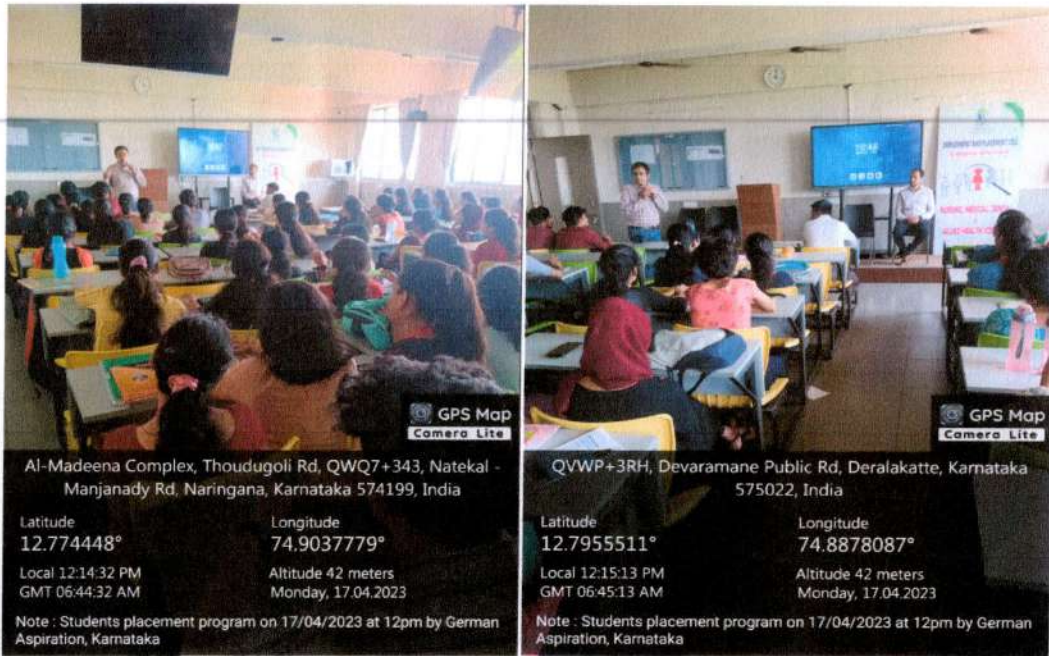 GPS Map
Camera Lite
Al-Madeena Complex, Thoudugoli Rd, QWQ7+343, Natekal -
Manjanady Rd, Naringana, Karnataka 574199, India
Latitude
12.774448°
Longitude
74.9037779°
Local 12:14:32 PM
GMT 06:44:32 AM
Altitude 42 meters
Monday, 17.04.2023
Note : Students placement program on 17/04/2023 at 12pm by German
Aspiration, Karnataka
NURSING, MEDICAL, DENTAL
ALLIED HEALTH
GPS Map
Camera Lite
QVWP+3RH, Devaramane Public Rd, Deralakatte, Karnataka
575022, India
Latitude
12.7955511°
Longitude
74.8878087°
Local 12:15:13 PM
GMT 06:45:13 AM
Altitude 42 meters
Monday, 17.04.2023
Note : Students placement program on 17/04/2023 at 12pm by German
Aspiration, Karnataka